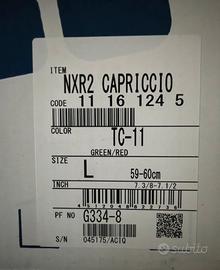 ITEM
NXR2 CAPRICCIO
CODE 11 16 124 5
COLOR
TC-11
GREEN/RED
SIZE
L
59-60cm
INCH
7.3/8-7.1/2
PF NO G334-8
S/N 045175/ACIQ
subito